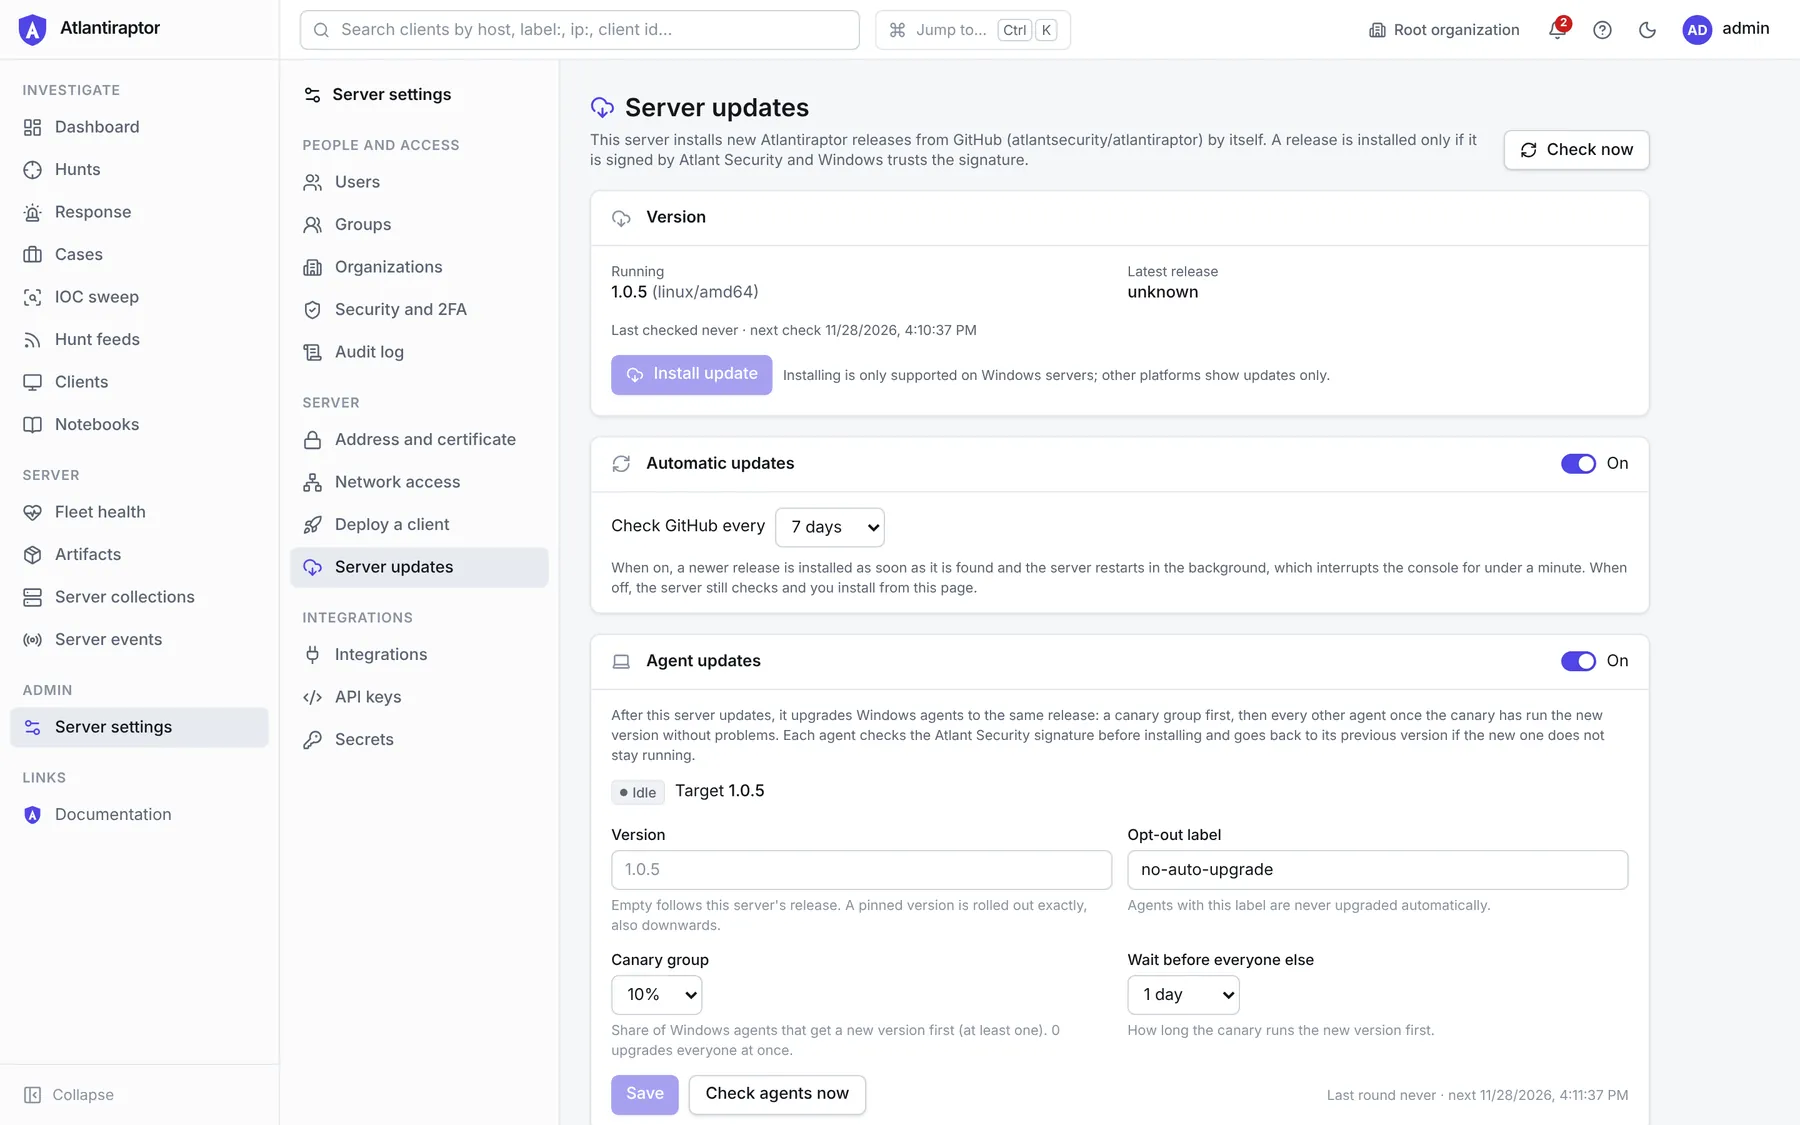 Atlantiraptor
Search clients by host, label:, ip:, client id...
Jump to... Ctrl K
Root organization
2
AD
admin
INVESTIGATE
Dashboard
Hunts
Response
Cases
IOC sweep
Hunt feeds
Clients
Notebooks
SERVER
Fleet health
Artifacts
Server collections
Server events
ADMIN
Server settings
LINKS
Documentation
Collapse
Server settings
PEOPLE AND ACCESS
Users
Groups
Organizations
Security and 2FA
Audit log
SERVER
Address and certificate
Network access
Deploy a client
Server updates
INTEGRATIONS
Integrations
API keys
Secrets
Server updates
This server installs new Atlantiraptor releases from GitHub (atlantsecurity/atlantiraptor) by itself. A release is installed only if it
is signed by Atlant Security and Windows trusts the signature.
Check now
Version
Running
1.0.5 (linux/amd64)
Latest release
unknown
Last checked never · next check 11/28/2026, 4:10:37 PM
Install update
Installing is only supported on Windows servers; other platforms show updates only.
Automatic updates
On
Check GitHub every 7 days
When on, a newer release is installed as soon as it is found and the server restarts in the background, which interrupts the console for under a minute. When
off, the server still checks and you install from this page.
Agent updates
On
After this server updates, it upgrades Windows agents to the same release: a canary group first, then every other agent once the canary has run the new
version without problems. Each agent checks the Atlant Security signature before installing and goes back to its previous version if the new one does not
stay running.
Idle
Target 1.0.5
Version
1.0.5
Empty follows this server's release. A pinned version is rolled out exactly,
also downwards.
Opt-out label
no-auto-upgrade
Agents with this label are never upgraded automatically.
Canary group
10%
Share of Windows agents that get a new version first (at least one). 0
upgrades everyone at once.
Wait before everyone else
1 day
How long the canary runs the new version first.
Save
Check agents now
Last round never · next 11/28/2026, 4:11:37 PM